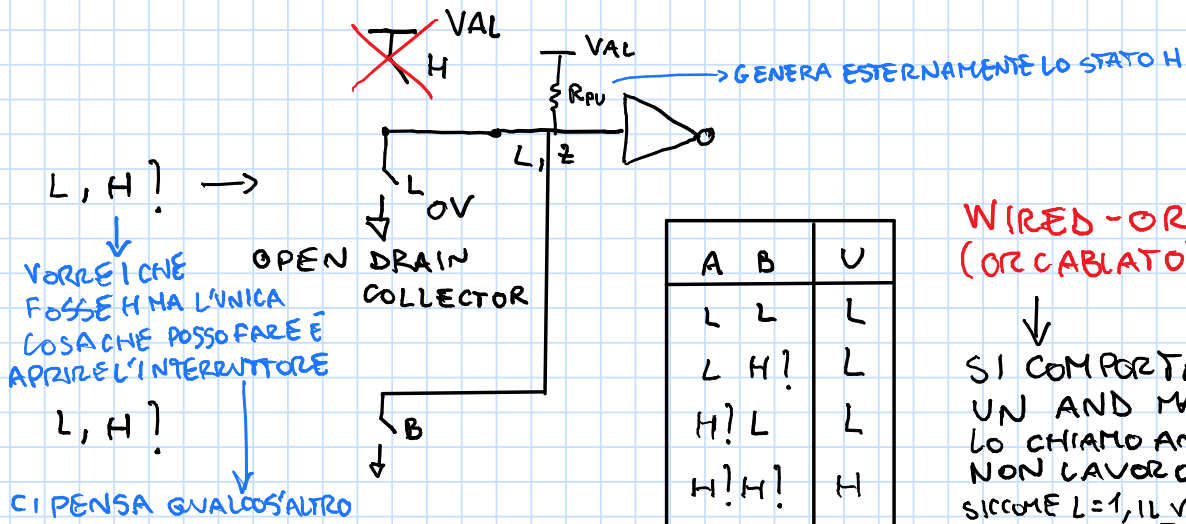 VAL
H
VAL
RPU
GENERA ESTERNAMENTE LO STATO H
L, Z
L, H? →
L
0V
OPEN DRAIN
COLLECTOR
VORREI CHE
FOSSE H MA L'UNICA
COSA CHE POSSO FARE È
APRIRE L'INTERRUTTORE
L, H?
B
CI PENSA QUALCOS'ALTRO
A B U
L L L
L H? L
H? L L
H? H? H
WIRED-OR
(OR CABLATO
SI COMPORTA
UN AND
LO CHIAMO
NON LAVORO
SICCOME L=1, IL